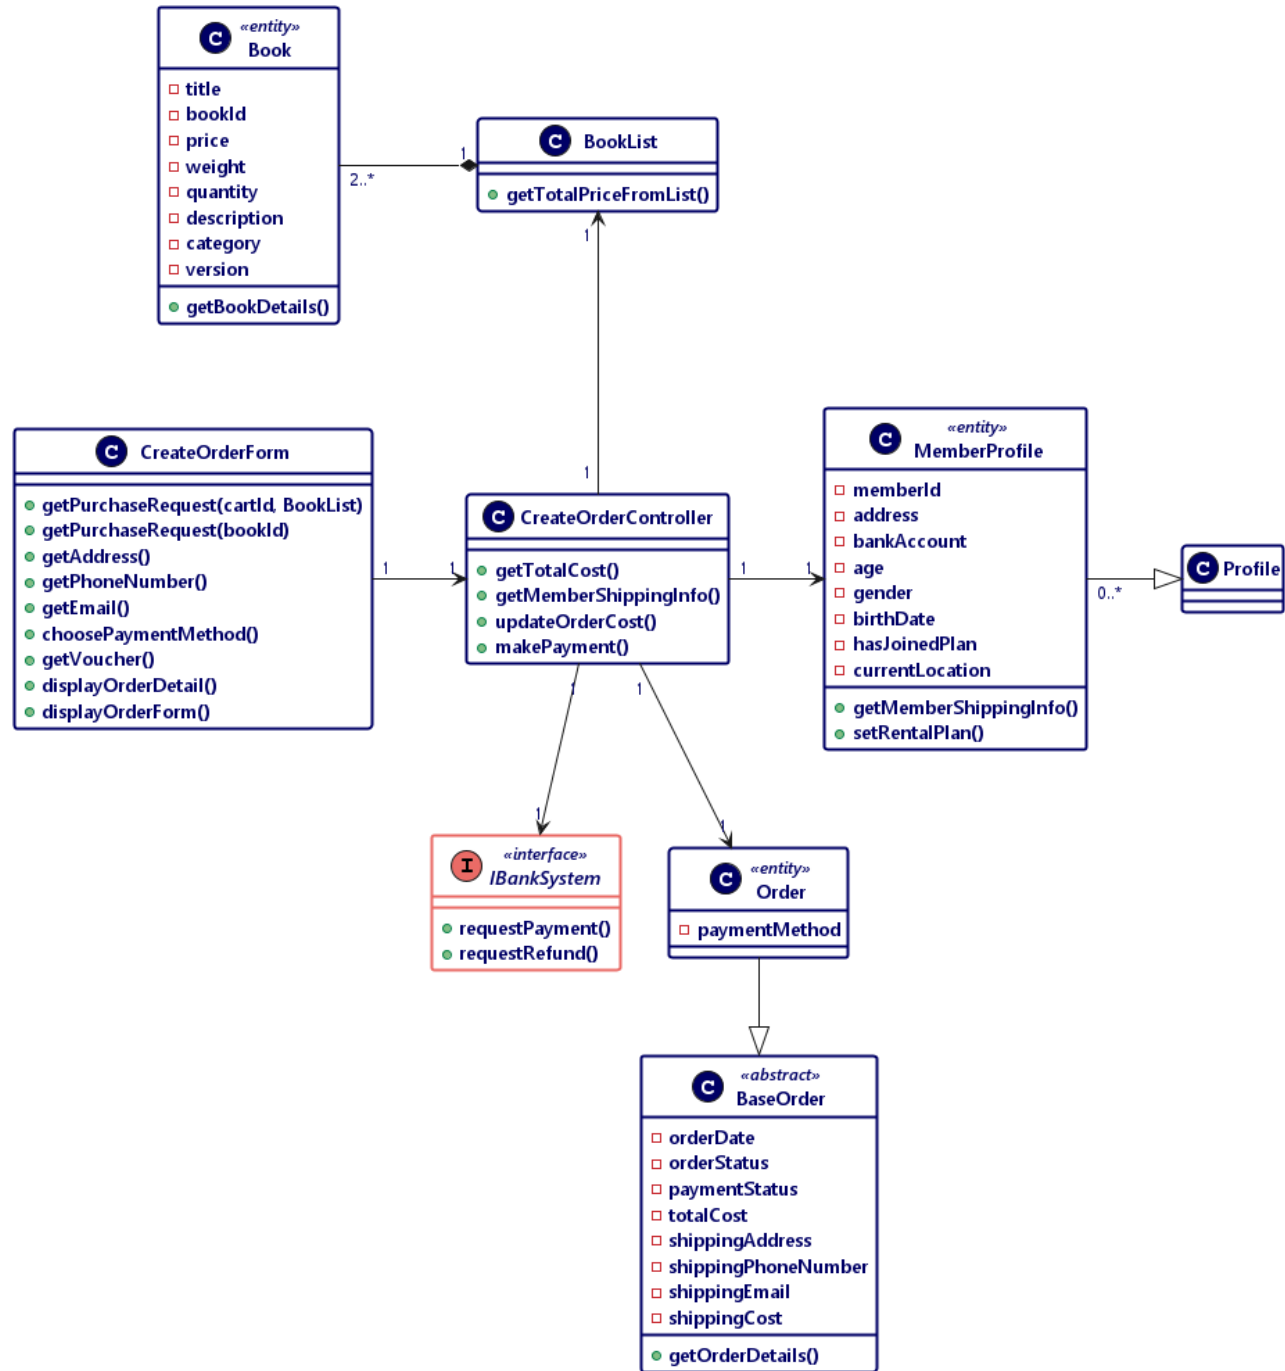 «entity»
C Book
title
bookId
price
weight
quantity
description
category
version
getBookDetails()
1
2..*
C BookList
getTotalPriceFromList()
1
1
C CreateOrderForm
getPurchaseRequest(cartId, BookList)
getPurchaseRequest(bookId)
getAddress()
getPhoneNumber()
getEmail()
choosePaymentMethod()
getVoucher()
displayOrderDetail()
displayOrderForm()
1 1
C CreateOrderController
getTotalCost()
getMemberShippingInfo()
updateOrderCost()
makePayment()
1 1
«entity»
C MemberProfile
memberId
address
bankAccount
age
gender
birthDate
hasJoinedPlan
currentLocation
getMemberShippingInfo()
setRentalPlan()
0..*
C Profile
1 1
1 1
«interface»
I IBankSystem
requestPayment()
requestRefund()
«entity»
C Order
paymentMethod
«abstract»
C BaseOrder
orderDate
orderStatus
paymentStatus
totalCost
shippingAddress
shippingPhoneNumber
shippingEmail
shippingCost
getOrderDetails()